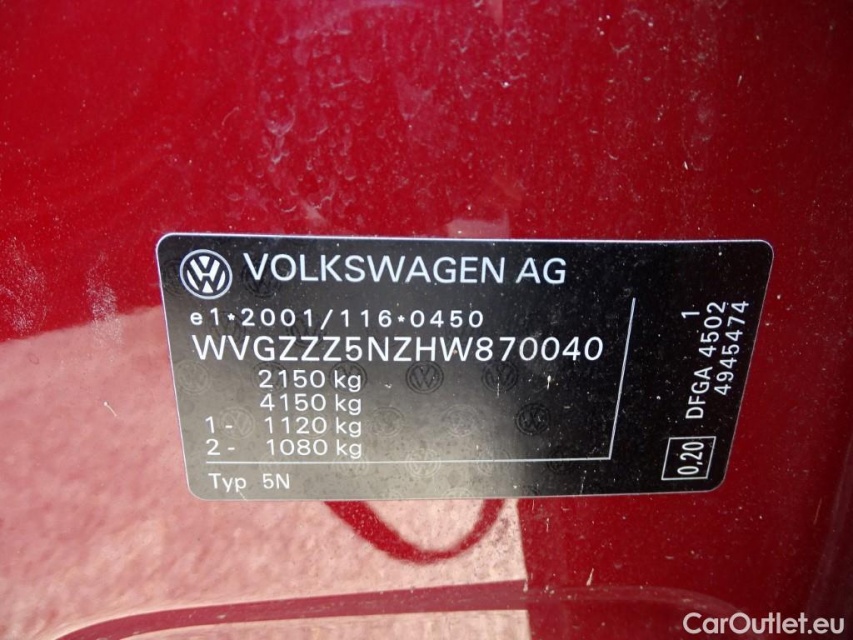 VOLKSWAGEN AG
e1*2001/116*0450
WVGZZZ5NZHW870040
2150 kg
4150 kg
1- 1120 kg
2- 1080 kg
Typ 5N
1
DFGA 4502
4945474
0,20
CarOutlet.eu